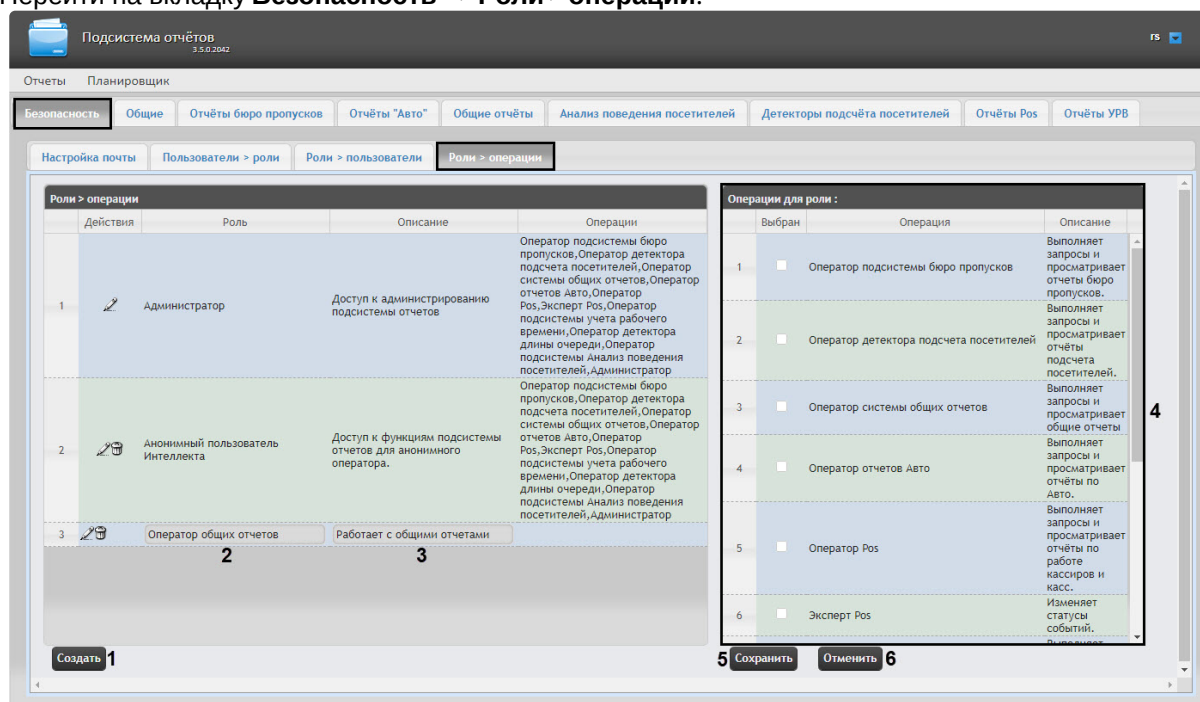 Перейти на вкладку Безопасность -> Роли> операции.
Подсистема отчётов
3.5.0.2042
rs
Отчеты Планировщик
Безопасность Общие Отчёты бюро пропусков Отчёты "Авто" Общие отчёты Анализ поведения посетителей Детекторы подсчёта посетителей Отчёты Pos Отчёты УРВ
Настройка почты Пользователи > роли Роли > пользователи Роли > операции
Роли > операции
Действия Роль Описание Операции
1 Администратор
Доступ к администрированию
подсистемы отчетов
Оператор подсистемы бюро
пропусков,Оператор детектора
подсчета посетителей,Оператор
системы общих отчетов,Оператор
отчетов Авто,Оператор
Pos,Эксперт Pos,Оператор
подсистемы учета рабочего
времени,Оператор детектора
длины очереди,Оператор
подсистемы Анализ поведения
посетителей,Администратор
2
Анонимный пользователь
Интеллекта
Доступ к функциям подсистемы
отчетов для анонимного
оператора.
Оператор подсистемы бюро
пропусков,Оператор детектора
подсчета посетителей,Оператор
системы общих отчетов,Оператор
отчетов Авто,Оператор
Pos,Эксперт Pos,Оператор
подсистемы учета рабочего
времени,Оператор детектора
длины очереди,Оператор
подсистемы Анализ поведения
посетителей,Администратор
3 Оператор общих отчетов Работает с общими отчетами
2 3
Создать 1
Операции для роли :
Выбран Операция Описание
1 Оператор подсистемы бюро пропусков
Выполняет
запросы и
просматривает
отчеты бюро
пропусков.
2 Оператор детектора подсчета посетителей
Выполняет
запросы и
просматривает
отчёты
подсчета
посетителей.
3 Оператор системы общих отчетов
Выполняет
запросы и
просматривает
общие отчеты
4
4 Оператор отчетов Авто
Выполняет
запросы и
просматривает
отчёты по
Авто.
5 Оператор Pos
Выполняет
запросы и
просматривает
отчёты по
работе
кассиров и
касс.
6 Эксперт Pos
Изменяет
статусы
событий.
Выполняет
5 Сохранить Отменить 6